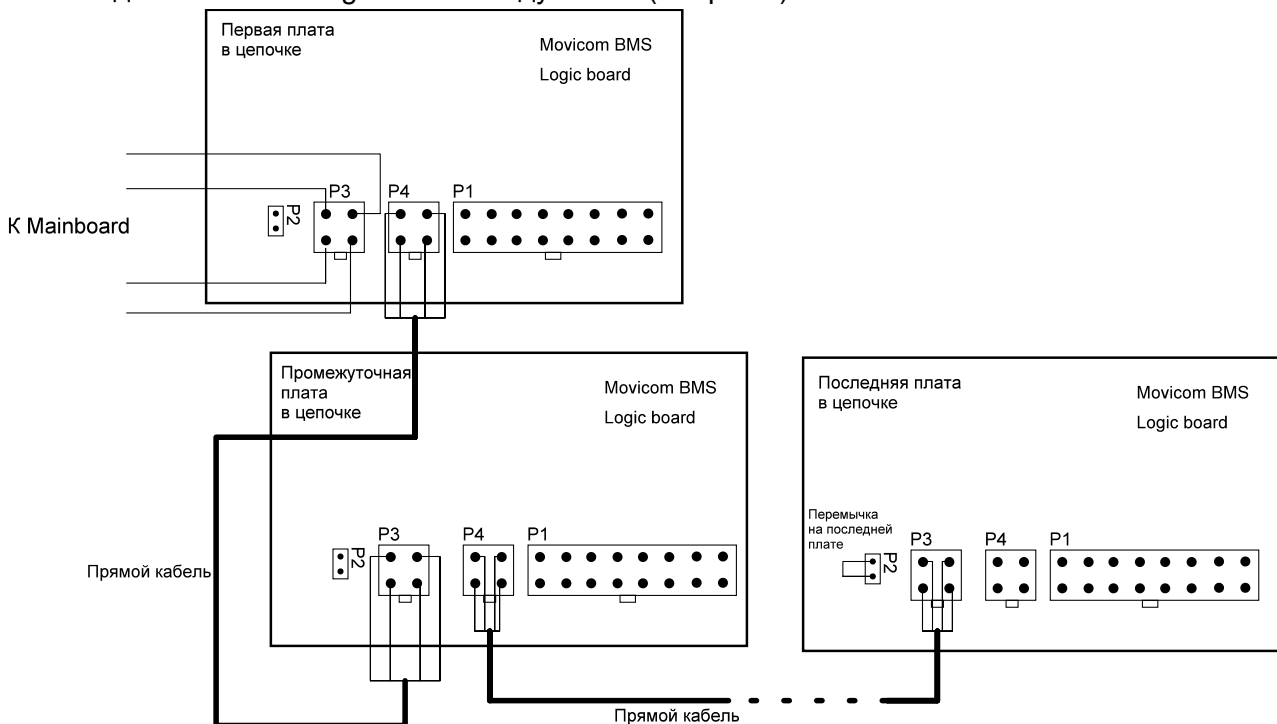 Первая плата
в цепочке
Movicom BMS
Logic board
P3
P4
P1
P2
К Mainboard
Промежуточная
плата
в цепочке
Movicom BMS
Logic board
Последняя плата
в цепочке
Movicom BMS
Logic board
Перемычка
на последней
плате
P3
P4
P1
P2
P3
P4
P1
P2
Прямой кабель
Прямой кабель